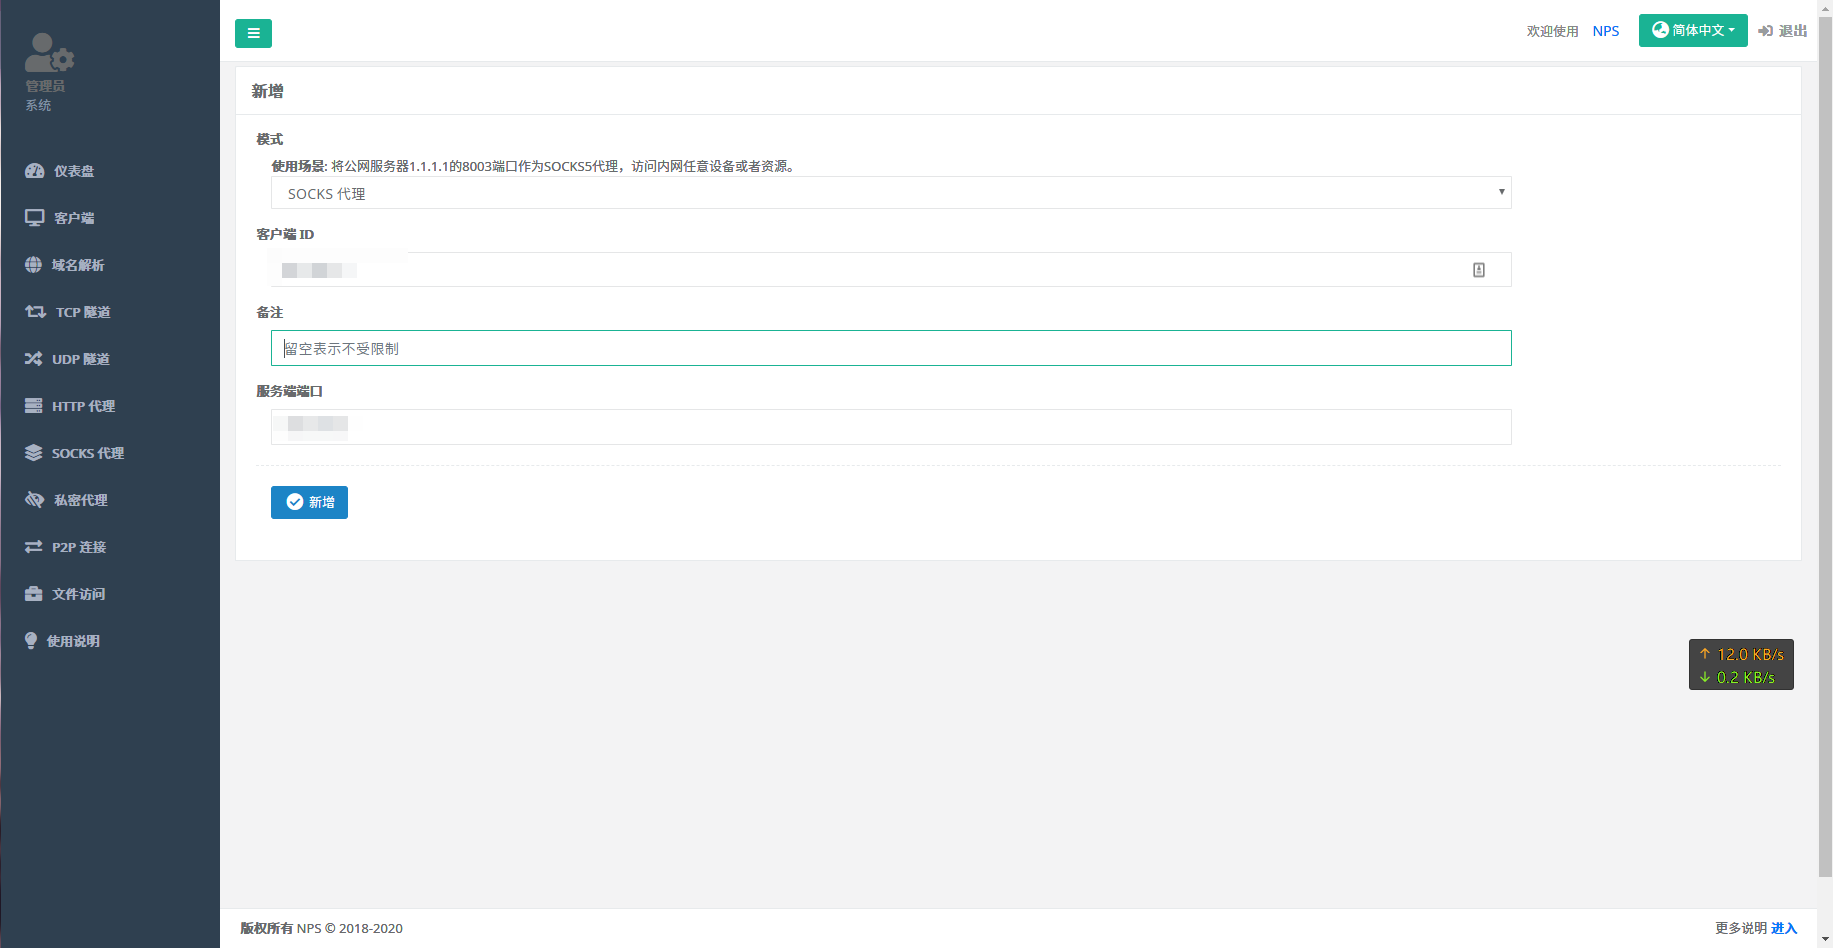 管理员
系统
仪表盘
客户端
域名解析
TCP 隧道
UDP 隧道
HTTP 代理
SOCKS 代理
私密代理
P2P 连接
文件访问
使用说明
欢迎使用 NPS 简体中文 退出
新增
模式
使用场景: 将公网服务器1.1.1.1的8003端口作为SOCKS5代理，访问内网任意设备或者资源。
SOCKS 代理
客户端 ID
备注
留空表示不受限制
服务端端口
新增
↑ 12.0 KB/s
↓ 0.2 KB/s
版权所有 NPS © 2018-2020
更多说明 进入